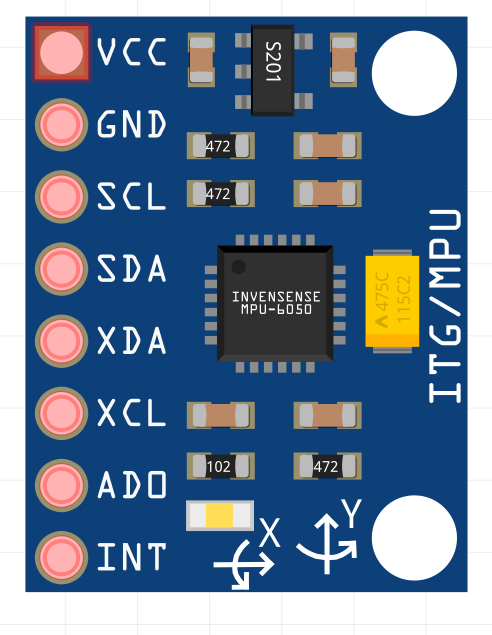 VCC
S201
GND
472
SCL
472
SDA
INVENSENSE
MPU-6050
475C
115C2
ITG/MPU
XDA
XCL
ADO
102
472
X
Y
INT